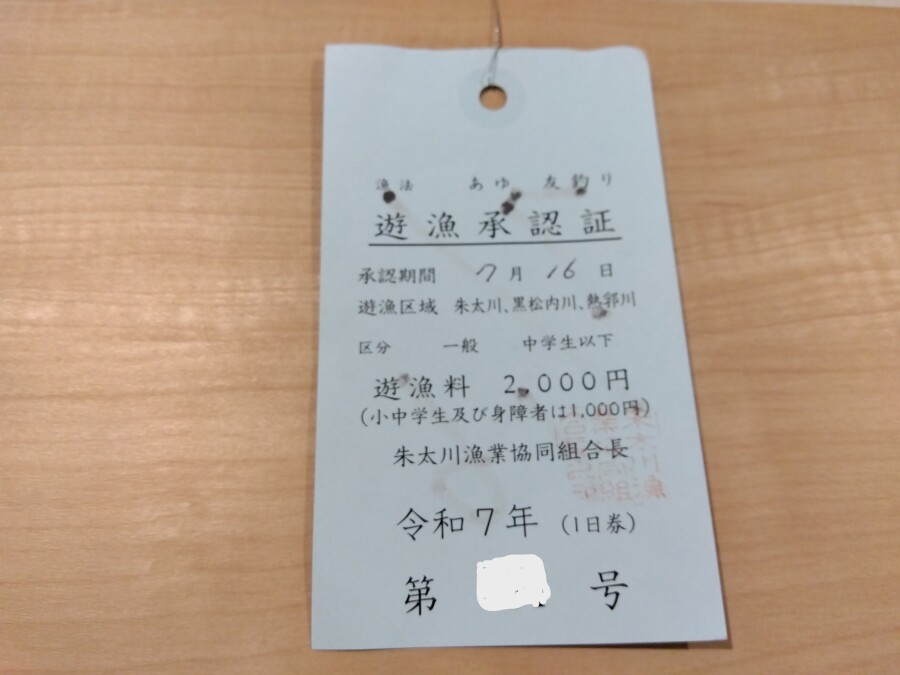 漁法 あゆ 友釣り
遊漁承認証
承認期間 7月16日
遊漁区域 朱太川、黒松内川、熱郛川
区分 一般 中学生以下
遊漁料 2,000円
(小中学生及び身障者は1,000円)
朱太川漁業協同組合長
令和7年 (1日券)
第 号